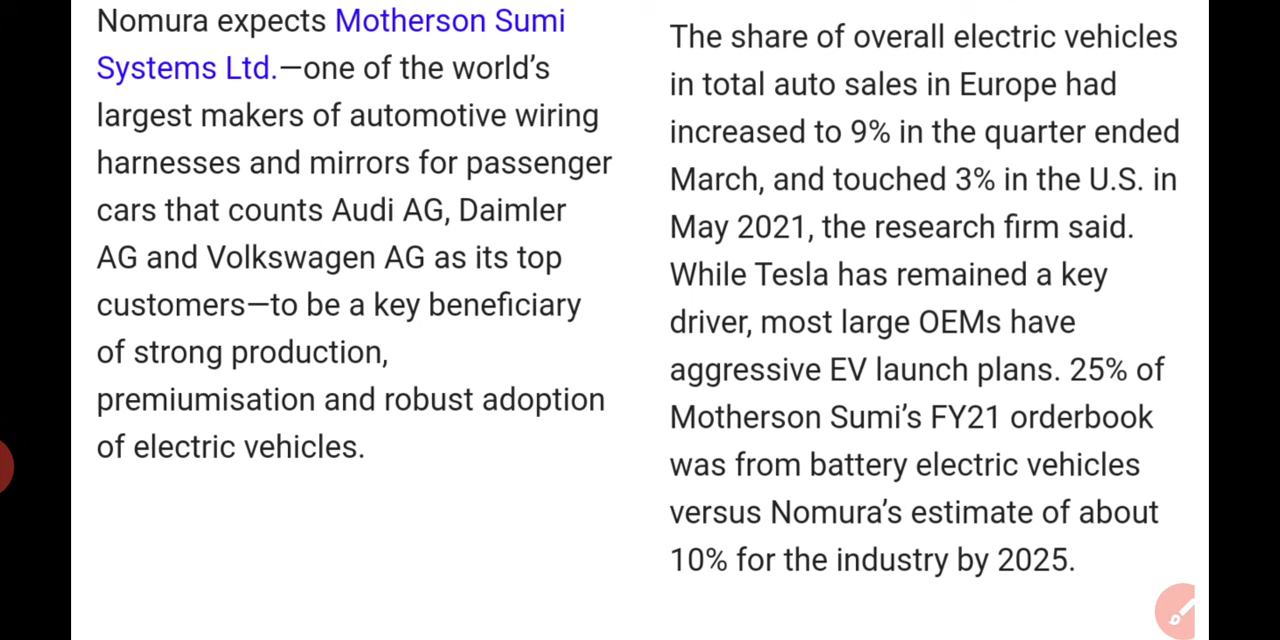 Nomura expects Motherson Sumi
Systems Ltd.—one of the world’s
largest makers of automotive wiring
harnesses and mirrors for passenger
cars that counts Audi AG, Daimler
AG and Volkswagen AG as its top
customers—to be a key beneficiary
of strong production,
premiumisation and robust adoption
of electric vehicles.
The share of overall electric vehicles
in total auto sales in Europe had
increased to 9% in the quarter ended
March, and touched 3% in the U.S. in
May 2021, the research firm said.
While Tesla has remained a key
driver, most large OEMs have
aggressive EV launch plans. 25% of
Motherson Sumi’s FY21 orderbook
was from battery electric vehicles
versus Nomura’s estimate of about
10% for the industry by 2025.